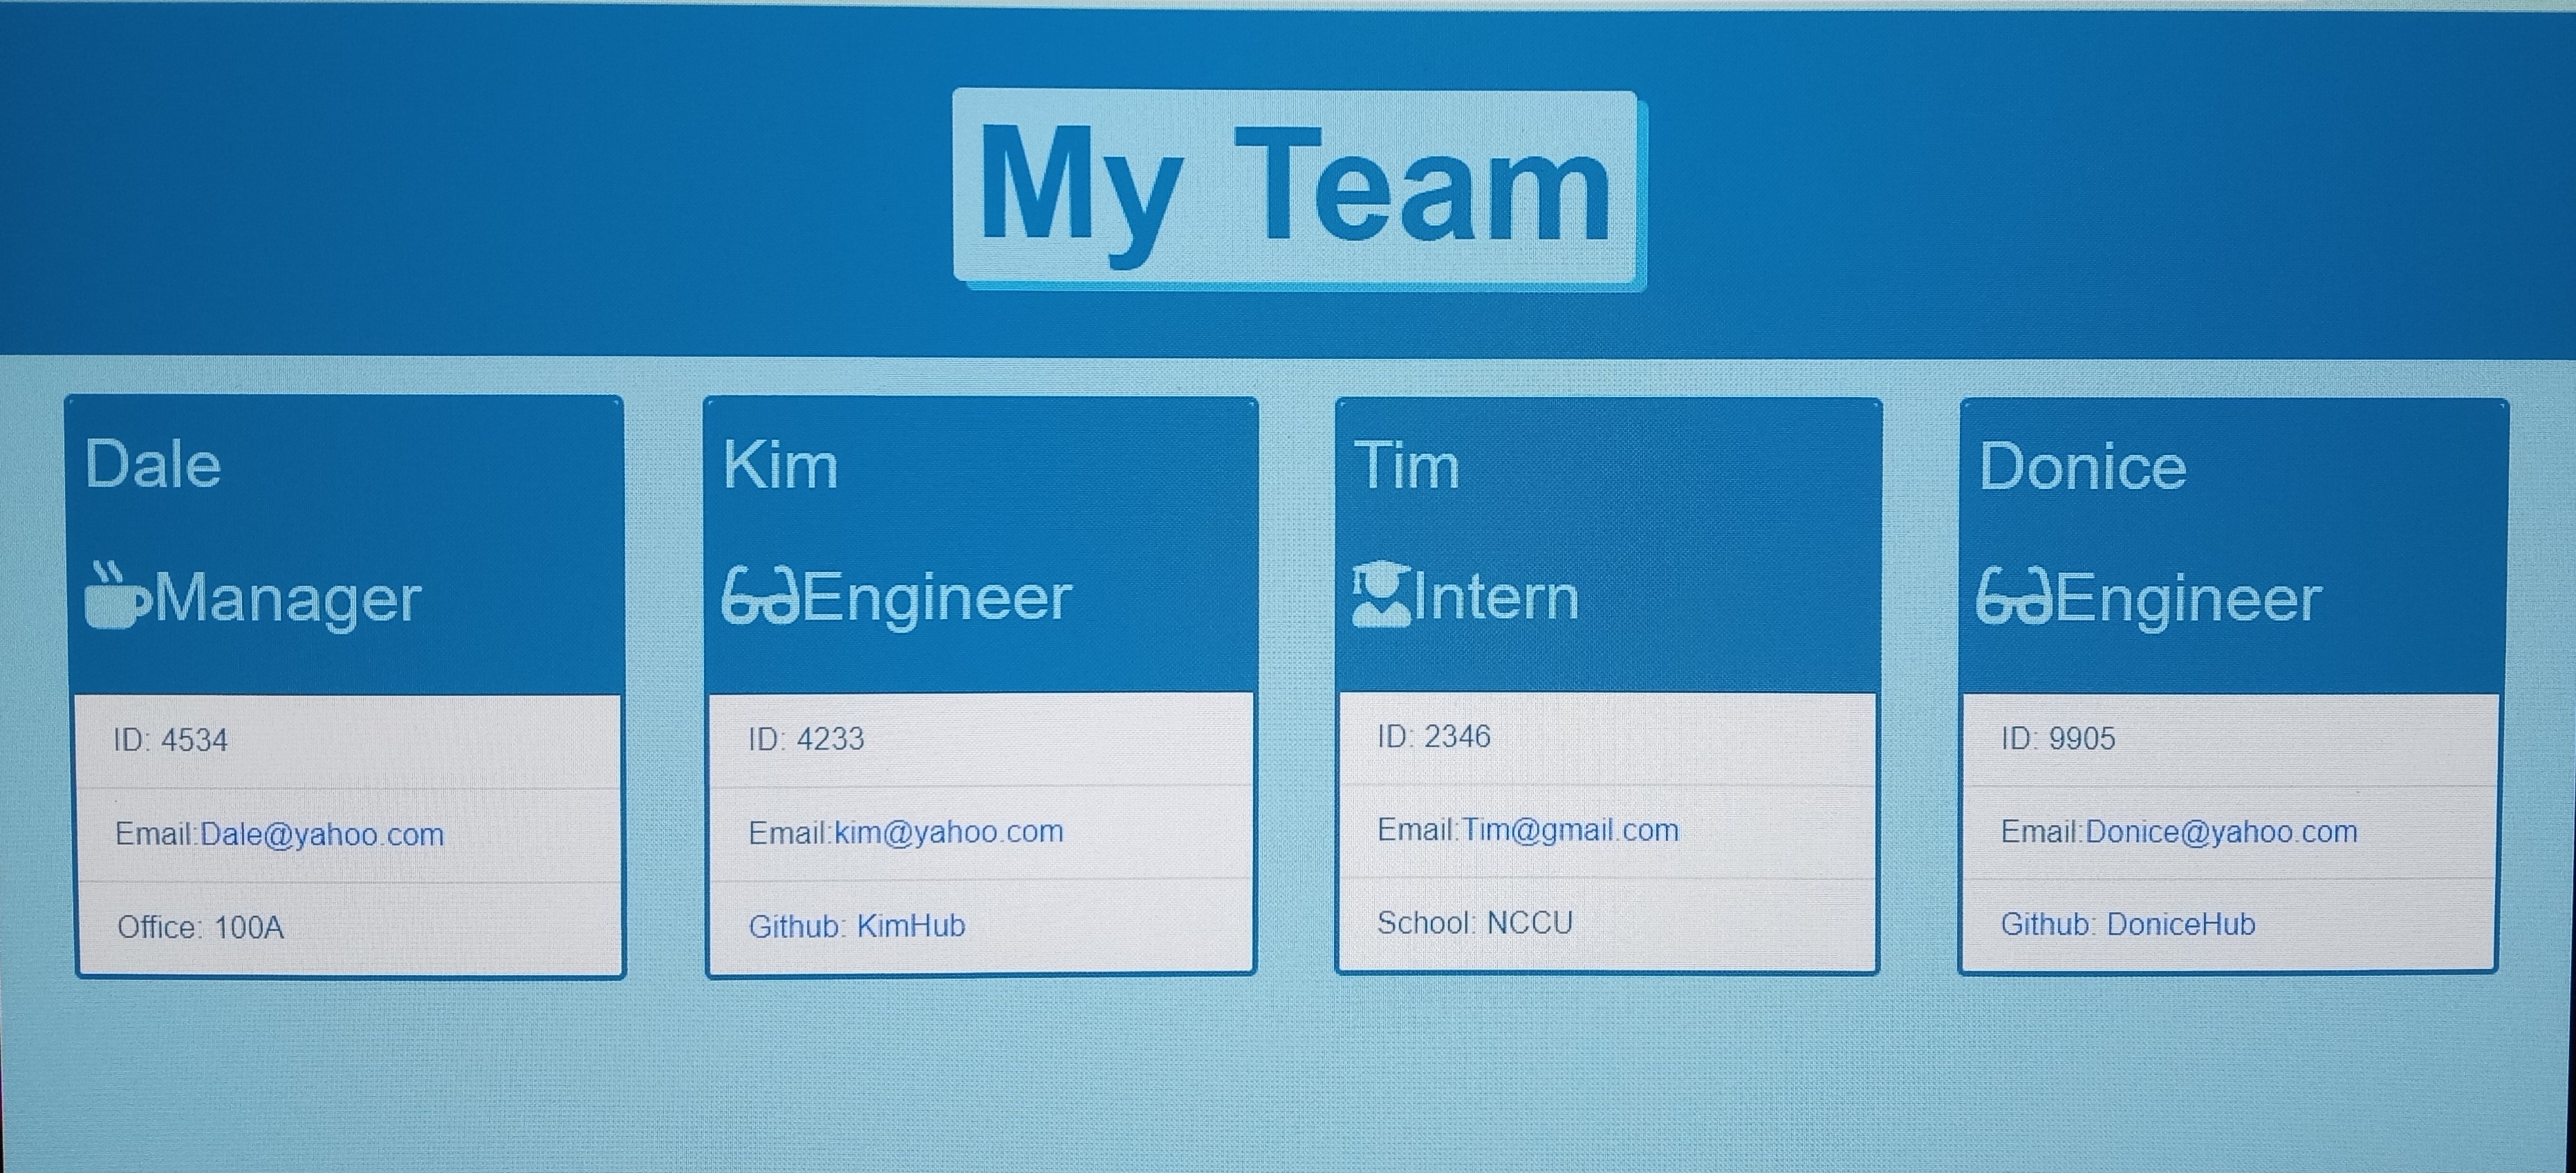 My Team
Dale
Manager
ID: 4534
Email:Dale@yahoo.com
Office: 100A
Kim
Engineer
ID: 4233
Email:kim@yahoo.com
Github: KimHub
Tim
Intern
ID: 2346
Email:Tim@gmail.com
School: NCCU
Donice
Engineer
ID: 9905
Email:Donice@yahoo.com
Github: DoniceHub